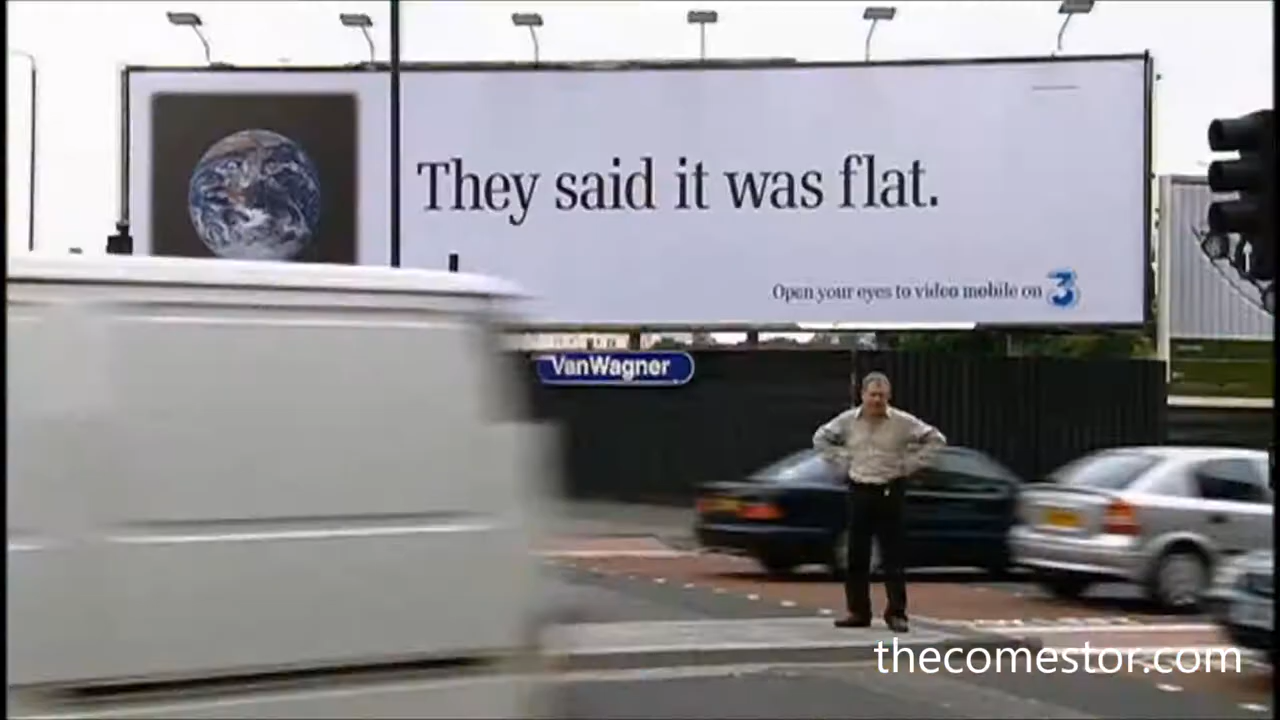 They said it was flat.
Open your eyes to video mobile on 3
VanWagner
thecomestor.com